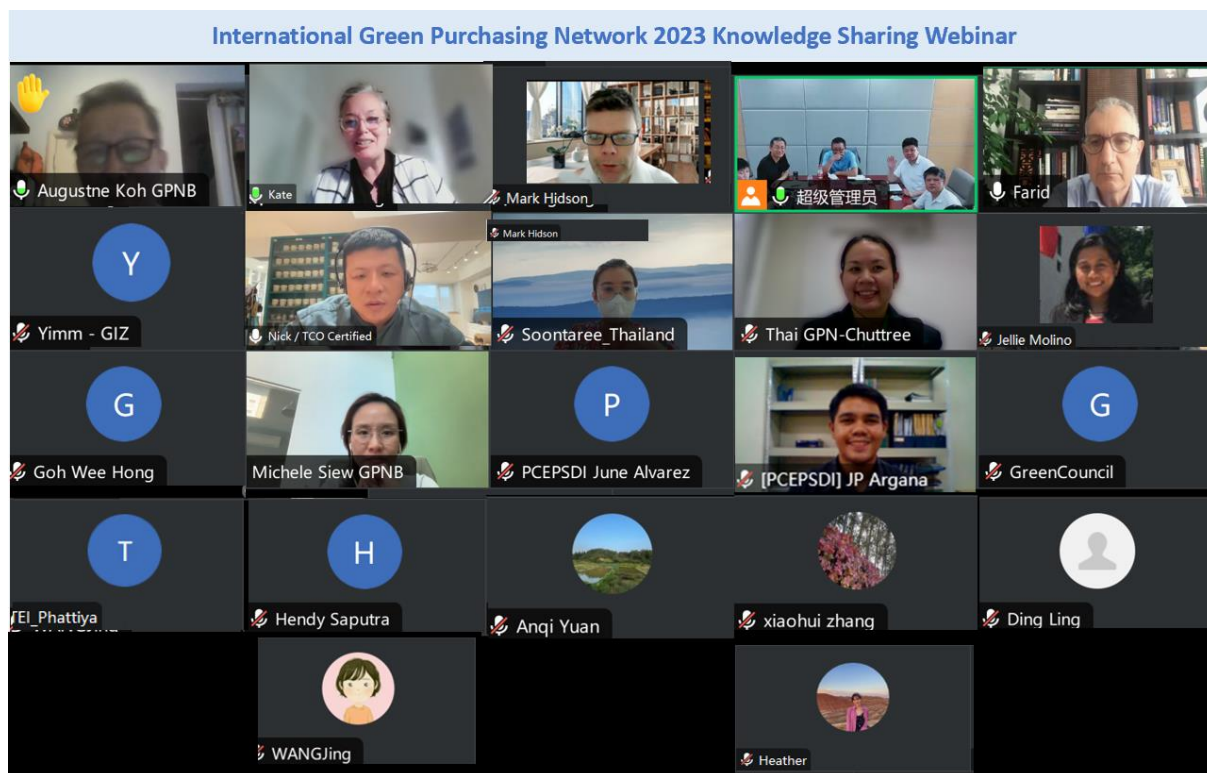 International Green Purchasing Network 2023 Knowledge Sharing Webinar
Augustne Koh GPNB
Kate
Mark Hjdson
超级管理员
Farid
Y
Yimm - GIZ
Nick / TCO Certified
Mark Hidson
Soontaree_Thailand
Thai GPN-Chuttree
Jellie Molino
G
Goh Wee Hong
Michele Siew GPNB
P
PCEPSDI June Alvarez
[PCEPSDI] JP Argana
G
GreenCouncil
T
TEI_Phattiya
H
Hendy Saputra
Anqi Yuan
xiaohui zhang
Ding Ling
WANGJing
Heather